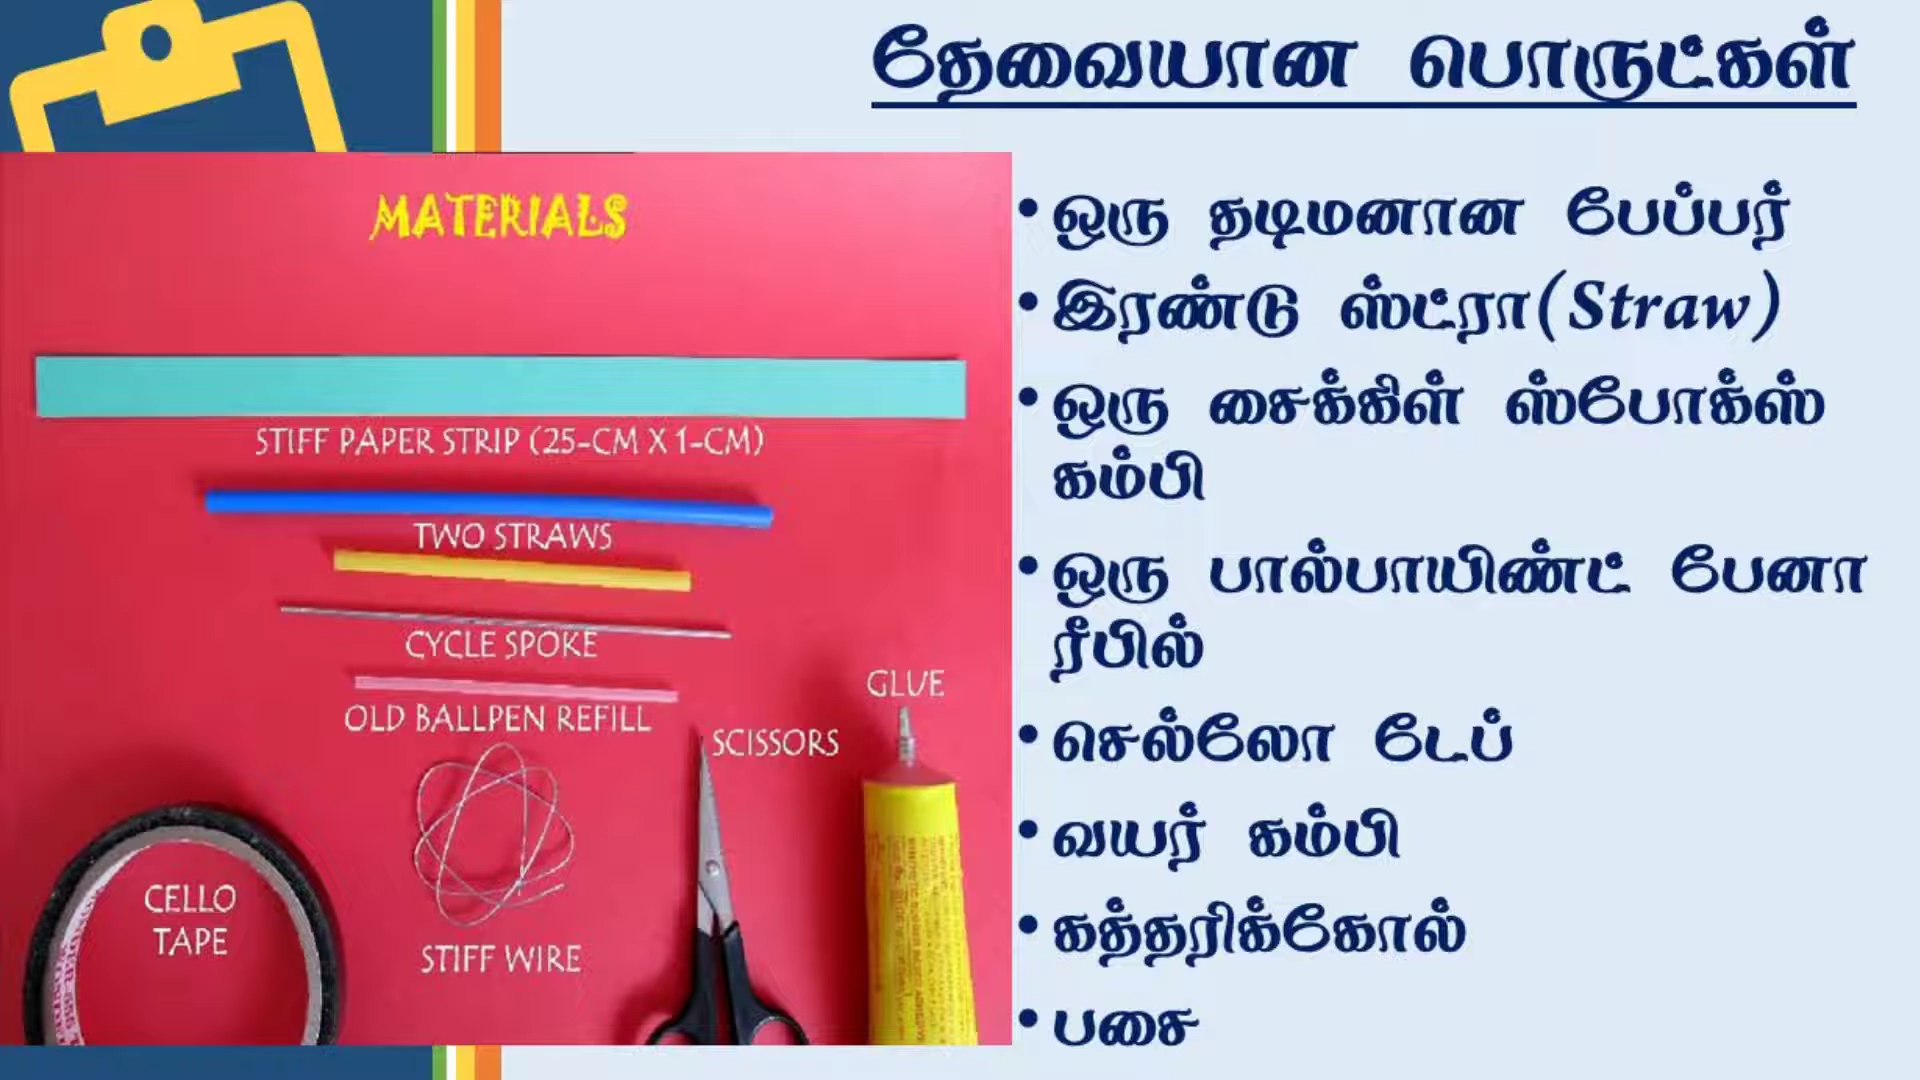 தேவையான பொருட்கள்
MATERIALS
STIFF PAPER STRIP (25-CM X 1-CM)
TWO STRAWS
CYCLE SPOKE
OLD BALLPEN REFILL
GLUE
SCISSORS
CELLO
TAPE
STIFF WIRE
• ஒரு தடிமனான பேப்பர்
• இரண்டு ஸ்ட்ரா(Straw)
• ஒரு சைக்கிள் ஸ்போக்ஸ்
கம்பி
• ஒரு பால்பாயிண்ட் பேனா
ரீபில்
• செல்லோ டேப்
• வயர் கம்பி
• கத்தரிக்கோல்
• பசை